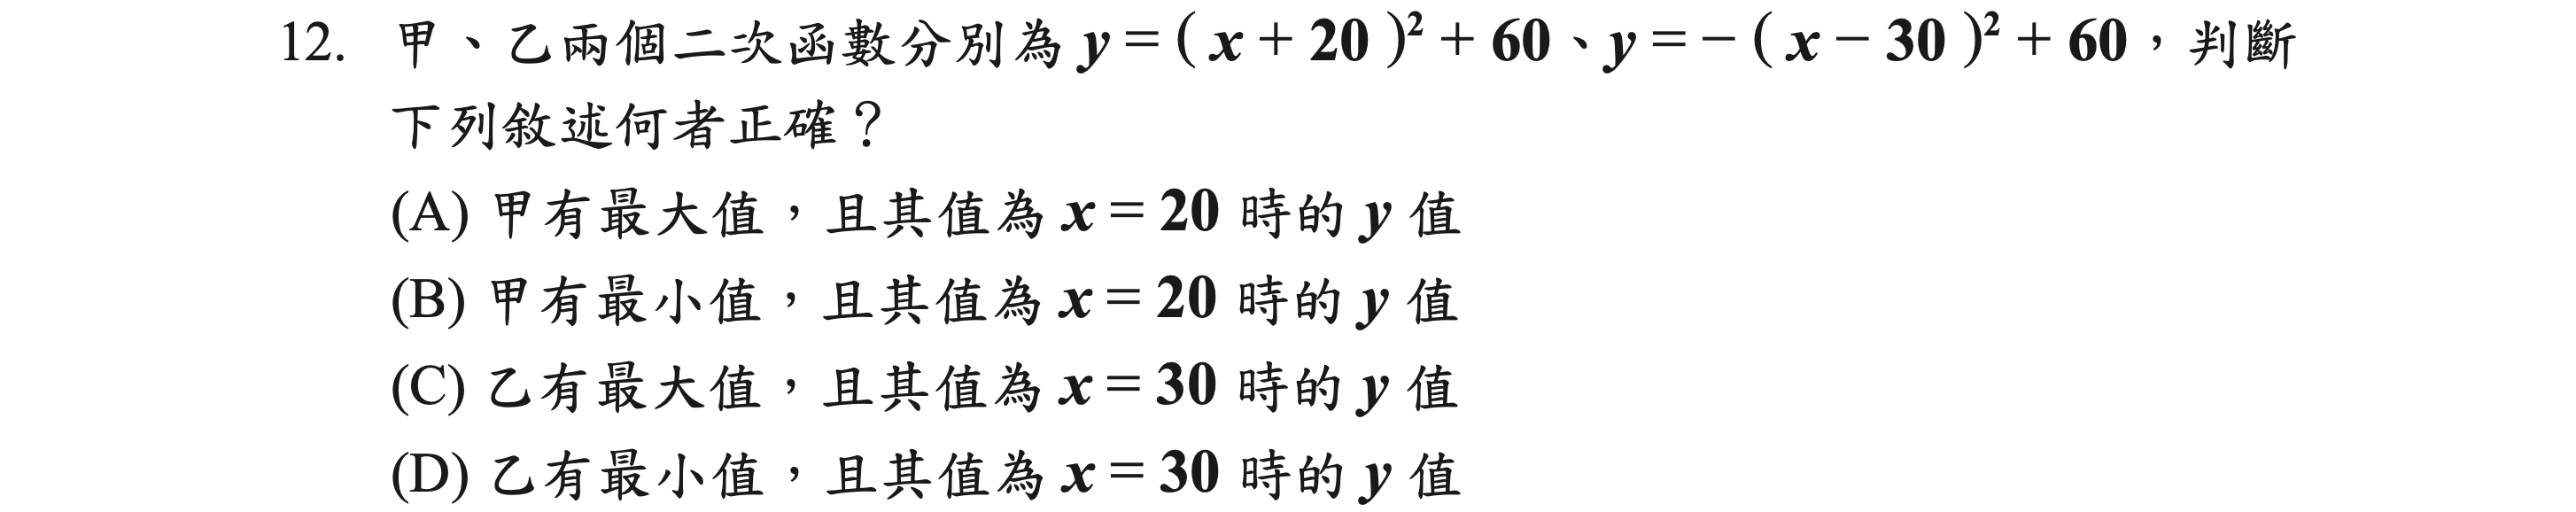 12. 甲、乙兩個二次函數分別為 y＝( x＋20 )²＋60、y＝－( x－30 )²＋60，判斷
下列敘述何者正確？
(A) 甲有最大值，且其值為 x＝20 時的 y 值
(B) 甲有最小值，且其值為 x＝20 時的 y 值
(C) 乙有最大值，且其值為 x＝30 時的 y 值
(D) 乙有最小值，且其值為 x＝30 時的 y 值